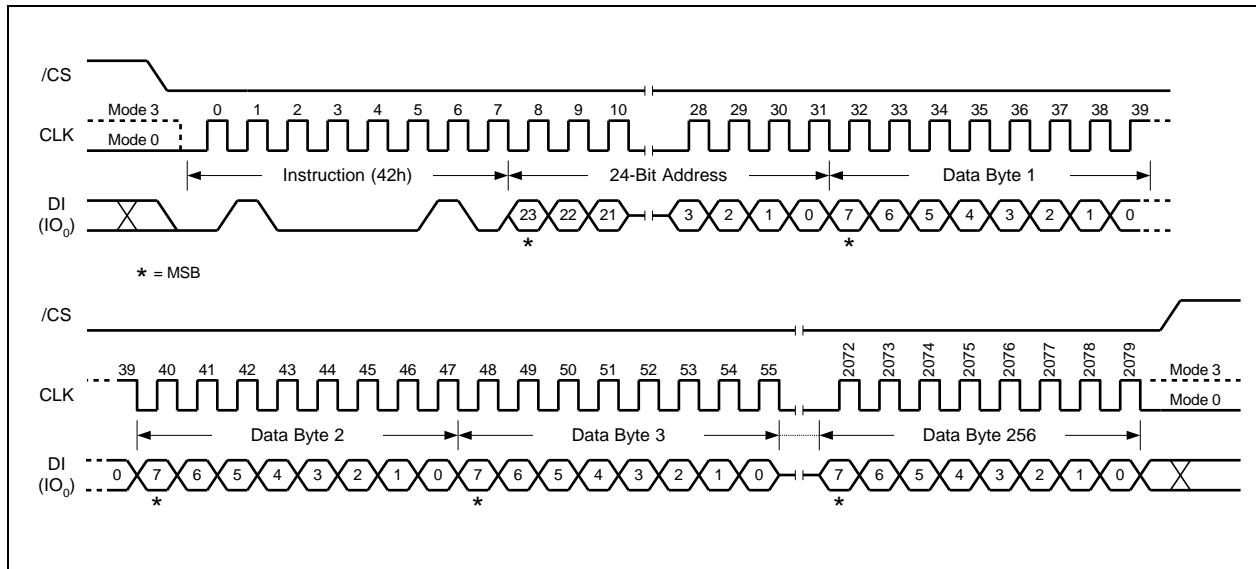 /CS
Mode 3 0 1 2 3 4 5 6 7 8 9 10 28 29 30 31 32 33 34 35 36 37 38 39
CLK Mode 0
Instruction (42h) 24-Bit Address Data Byte 1
DI (IO₀) 23 22 21 3 2 1 0 7 6 5 4 3 2 1 0
* *
* = MSB
/CS
39 40 41 42 43 44 45 46 47 48 49 50 51 52 53 54 55 2072 2073 2074 2075 2076 2077 2078 2079 Mode 3
CLK Mode 0
Data Byte 2 Data Byte 3 Data Byte 256
DI (IO₀) 0 7 6 5 4 3 2 1 0 7 6 5 4 3 2 1 0 7 6 5 4 3 2 1 0
* * *